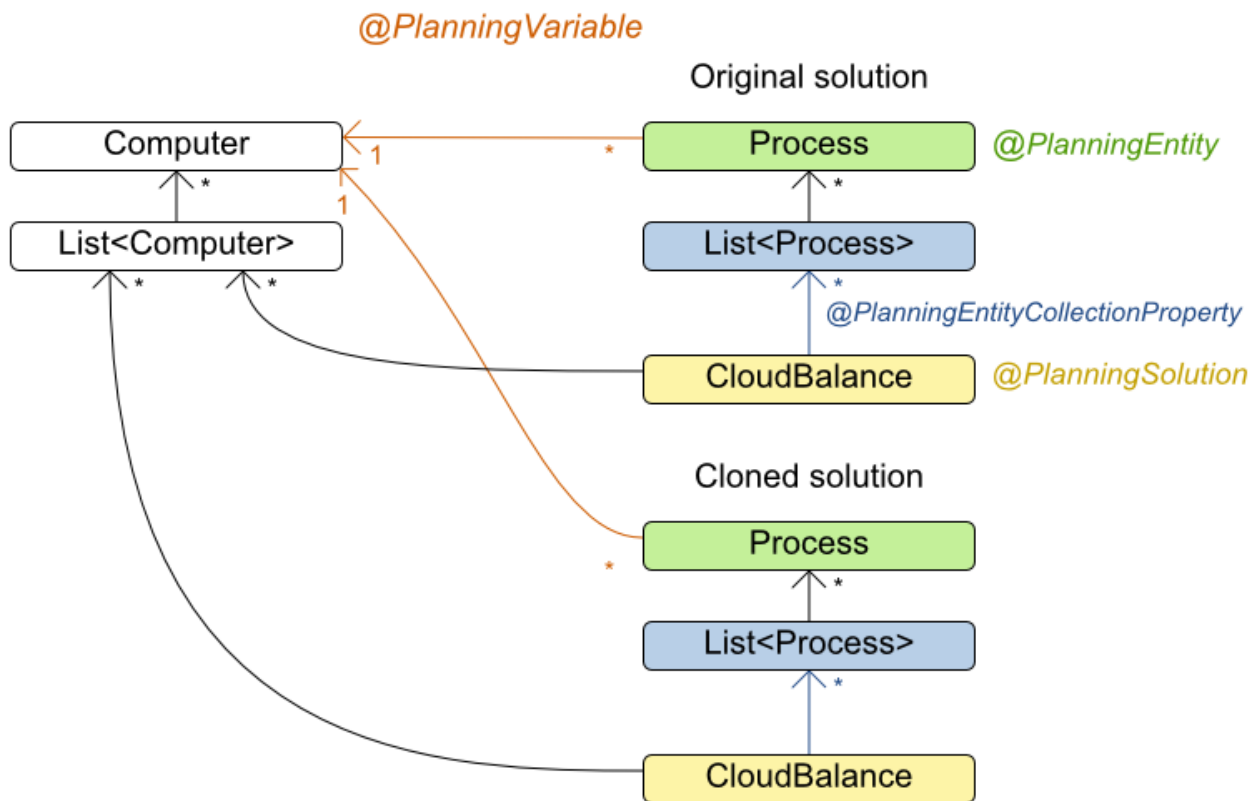 @PlanningVariable
Original solution
Computer
1
*
Process
@PlanningEntity
*
1
*
List<Computer>
List<Process>
*
*
*
@PlanningEntityCollectionProperty
CloudBalance
@PlanningSolution
Cloned solution
Process
*
*
List<Process>
*
CloudBalance